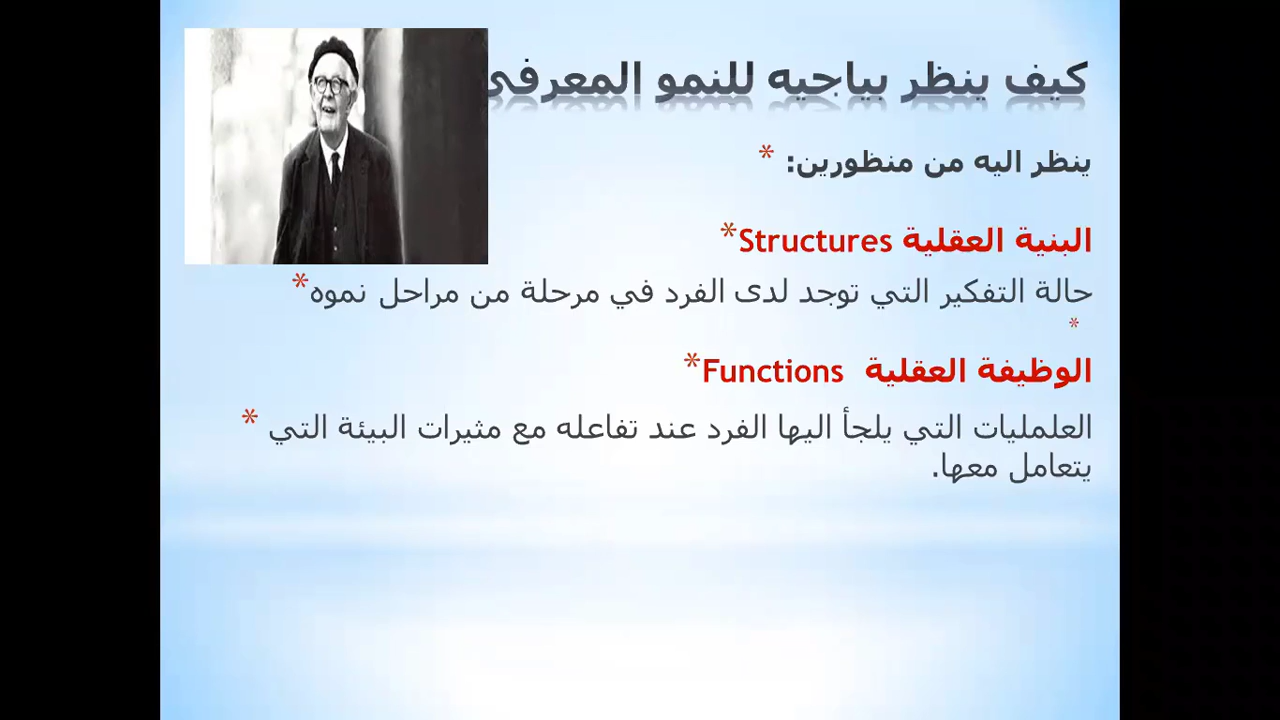 كيف ينظر بياجيه للنمو المعرفي
ينظر اليه من منظورين: *
البنية العقلية Structures*
حالة التفكير التي توجد لدى الفرد في مرحلة من مراحل نموه*
*
الوظيفة العقلية Functions*
العلمليات التي يلجأ اليها الفرد عند تفاعله مع مثيرات البيئة التي *
يتعامل معها.